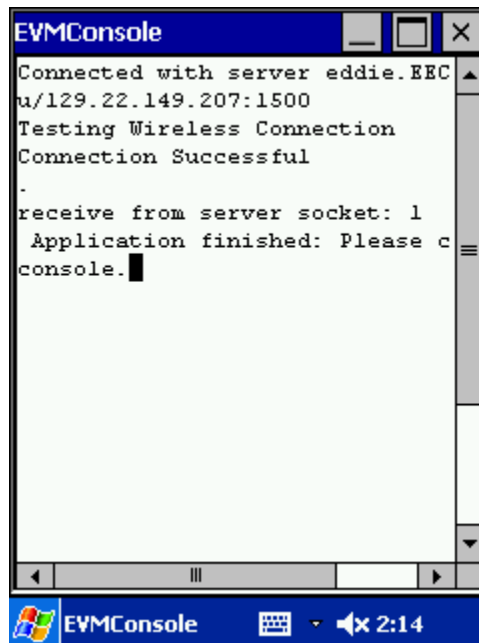 EVMConsole
Connected with server eddie.EEC
u/129.22.149.207:1500
Testing Wireless Connection
Connection Successful
.
receive from server socket: l
Application finished: Please c
console.
EVMConsole 2:14